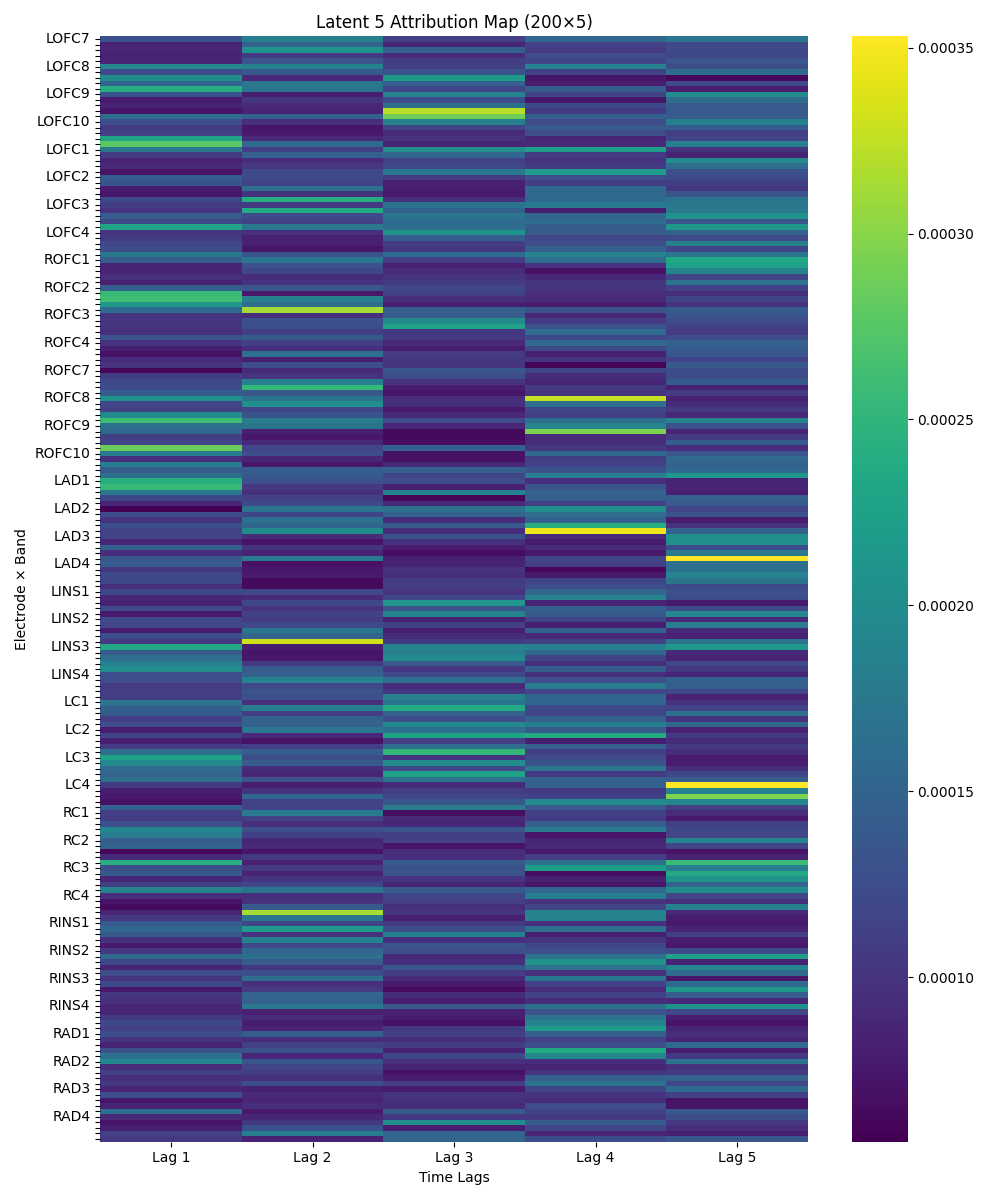 Latent 5 Attribution Map (200×5)
Electrode × Band
LOFC7
LOFC8
LOFC9
LOFC10
LOFC1
LOFC2
LOFC3
LOFC4
ROFC1
ROFC2
ROFC3
ROFC4
ROFC7
ROFC8
ROFC9
ROFC10
LAD1
LAD2
LAD3
LAD4
LINS1
LINS2
LINS3
LINS4
LC1
LC2
LC3
LC4
RC1
RC2
RC3
RC4
RINS1
RINS2
RINS3
RINS4
RAD1
RAD2
RAD3
RAD4
Lag 1 Lag 2 Lag 3 Lag 4 Lag 5
Time Lags
0.00035
0.00030
0.00025
0.00020
0.00015
0.00010